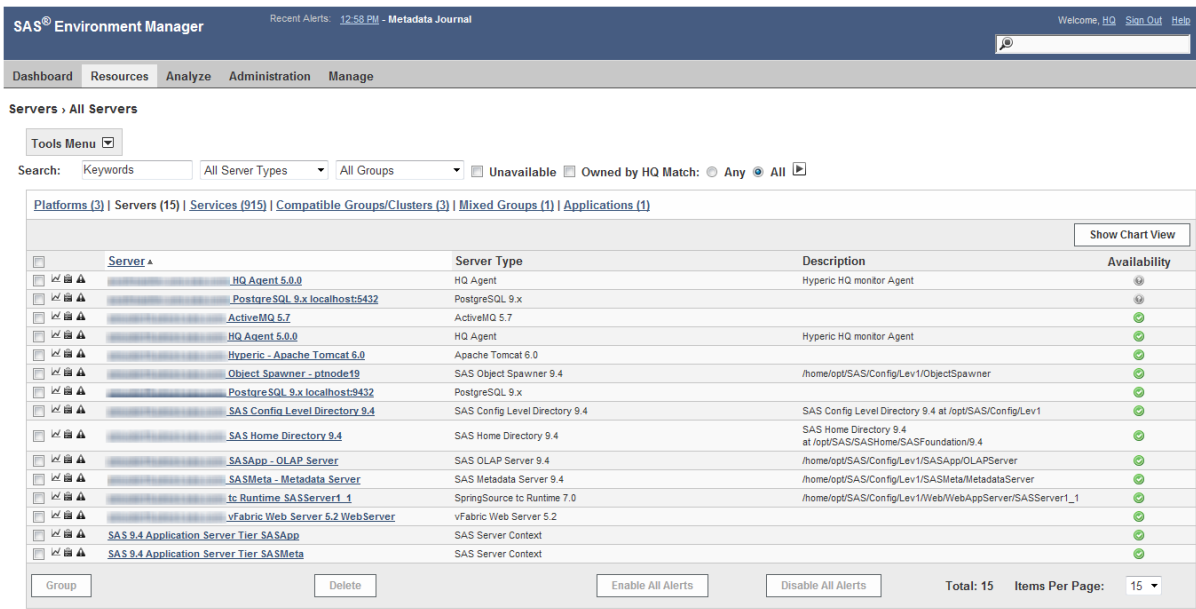 SAS® Environment Manager
Recent Alerts: 12:58 PM - Metadata Journal
Welcome, HQ Sign Out Help
Dashboard Resources Analyze Administration Manage
Servers › All Servers
Tools Menu
Search: Keywords All Server Types All Groups Unavailable Owned by HQ Match: Any All
Platforms (3) | Servers (15) | Services (915) | Compatible Groups/Clusters (3) | Mixed Groups (1) | Applications (1)
Show Chart View
Server Server Type Description Availability
HQ Agent 5.0.0 HQ Agent Hyperic HQ monitor Agent
PostgreSQL 9.x localhost:5432 PostgreSQL 9.x
ActiveMQ 5.7 ActiveMQ 5.7
HQ Agent 5.0.0 HQ Agent Hyperic HQ monitor Agent
Hyperic - Apache Tomcat 6.0 Apache Tomcat 6.0
Object Spawner - ptnode19 SAS Object Spawner 9.4 /home/opt/SAS/Config/Lev1/ObjectSpawner
PostgreSQL 9.x localhost:9432 PostgreSQL 9.x
SAS Config Level Directory 9.4 SAS Config Level Directory 9.4 SAS Config Level Directory 9.4 at /opt/SAS/Config/Lev1
SAS Home Directory 9.4 SAS Home Directory 9.4 SAS Home Directory 9.4
at /opt/SAS/SASHome/SASFoundation/9.4
SASApp - OLAP Server SAS OLAP Server 9.4 /home/opt/SAS/Config/Lev1/SASApp/OLAPServer
SASMeta - Metadata Server SAS Metadata Server 9.4 /home/opt/SAS/Config/Lev1/SASMeta/MetadataServer
tc Runtime SASServer1_1 SpringSource tc Runtime 7.0 /home/opt/SAS/Config/Lev1/Web/WebAppServer/SASServer1_1
vFabric Web Server 5.2 WebServer vFabric Web Server 5.2
SAS 9.4 Application Server Tier SASApp SAS Server Context
SAS 9.4 Application Server Tier SASMeta SAS Server Context
Group Delete Enable All Alerts Disable All Alerts Total: 15 Items Per Page: 15